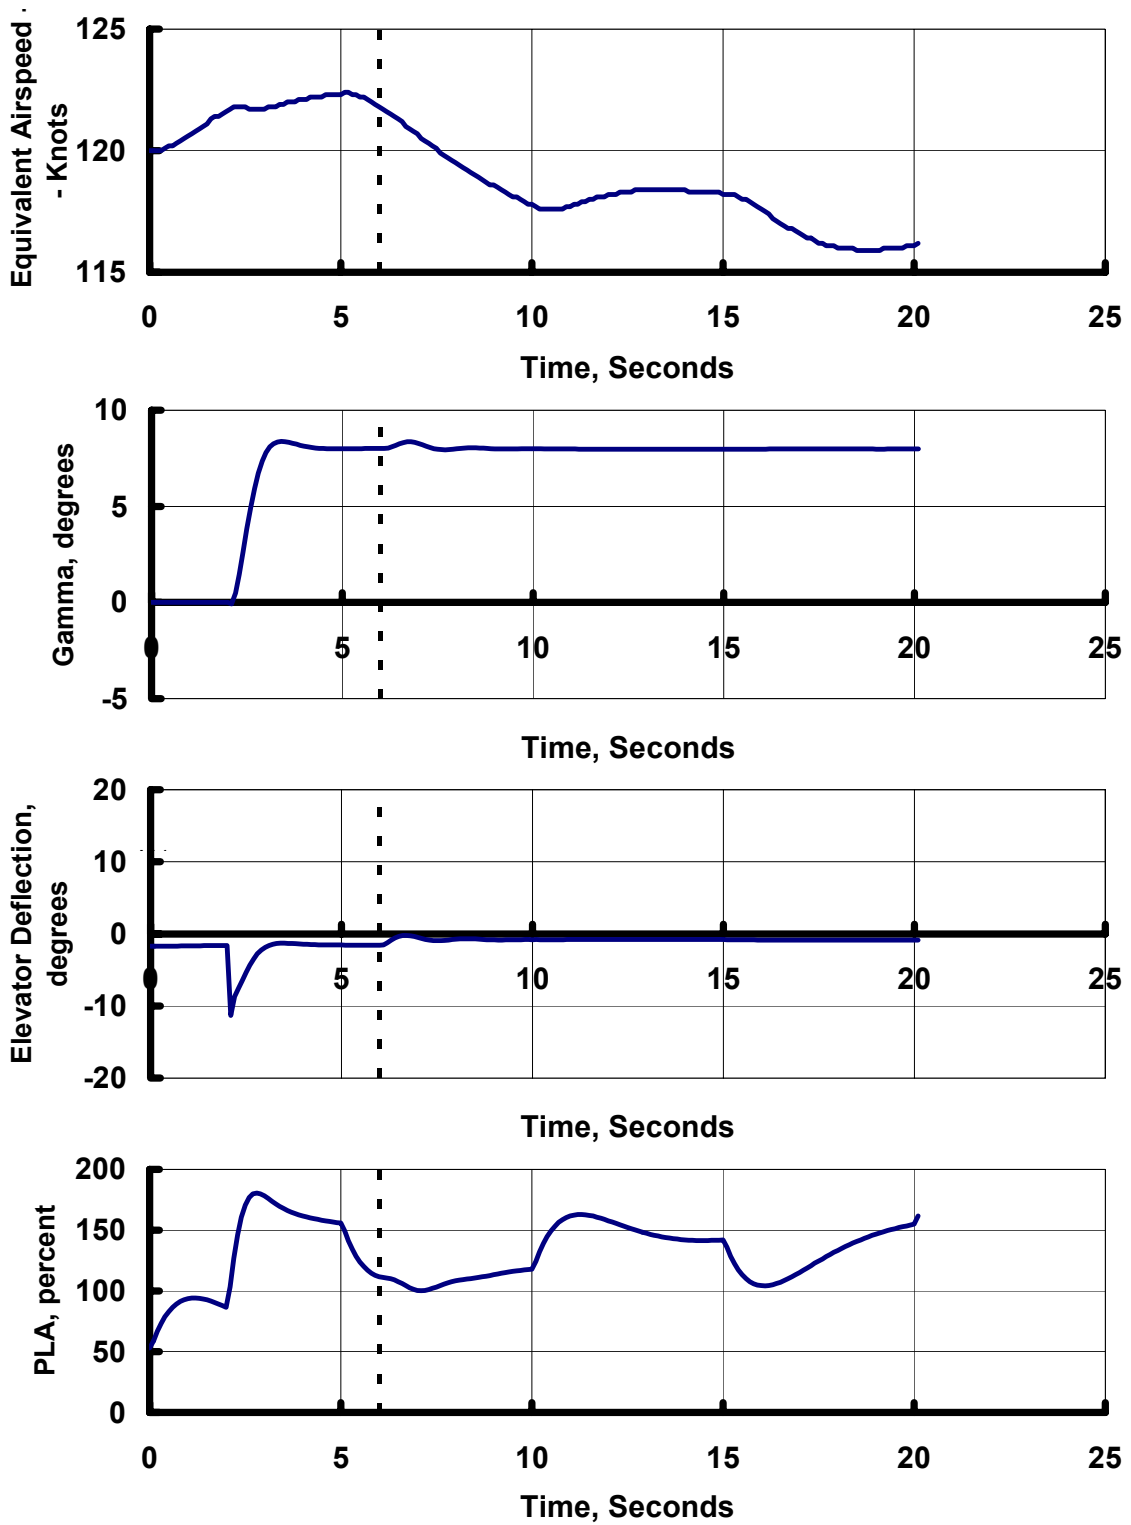 Equivalent Airspeed -
- Knots
125
120
115
0 5 10 15 20 25
Time, Seconds
Gamma, degrees
10
5
0
-5
0 5 10 15 20 25
Time, Seconds
Elevator Deflection,
degrees
20
10
0
-10
-20
0 5 10 15 20 25
Time, Seconds
PLA, percent
200
150
100
50
0
0 5 10 15 20 25
Time, Seconds